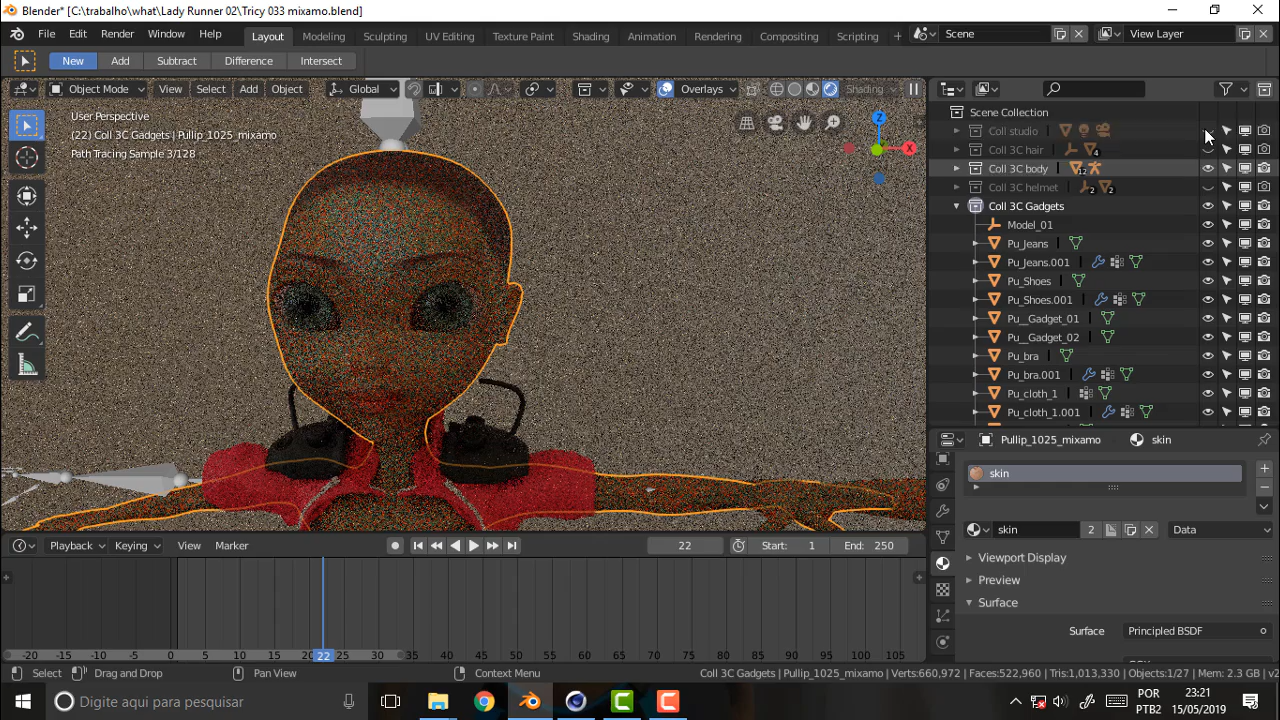 Blender* [C:\trabalho\what\Lady Runner 02\Tricy 033 mixamo.blend]
File Edit Render Window Help Layout Modeling Sculpting UV Editing Texture Paint Shading Animation Rendering Compositing Scripting + Scene View Layer
New Add Subtract Difference Intersect
Object Mode View Select Add Object Global Overlays Shading
User Perspective
(22) Coll 3C Gadgets | Pullip_1025_mixamo
Path Tracing Sample 3/128
Z
X
Scene Collection
Coll studio
Coll 3C hair 4
Coll 3C body 12
Coll 3C helmet 2 2
Coll 3C Gadgets
Model_01
Pu_Jeans
Pu_Jeans.001
Pu_Shoes
Pu_Shoes.001
Pu__Gadget_01
Pu__Gadget_02
Pu_bra
Pu_bra.001
Pu_cloth_1
Pu_cloth_1.001
Pullip_1025_mixamo skin
skin
skin 2 Data
Viewport Display
Preview
Surface
Surface Principled BSDF
Playback Keying View Marker 22 Start: 1 End: 250
-20 -15 -10 -5 0 5 10 15 20 22 25 30 35 40 45 50 55 60 65 70 75 80 85 90 95 100 105
Select Drag and Drop Pan View Context Menu Coll 3C Gadgets | Pullip_1025_mixamo | Verts:660,972 | Faces:522,960 | Tris:1,013,330 | Objects:1/27 | Mem: 2.3 GB | v2
Digite aqui para pesquisar
POR
PTB2
23:21
15/05/2019